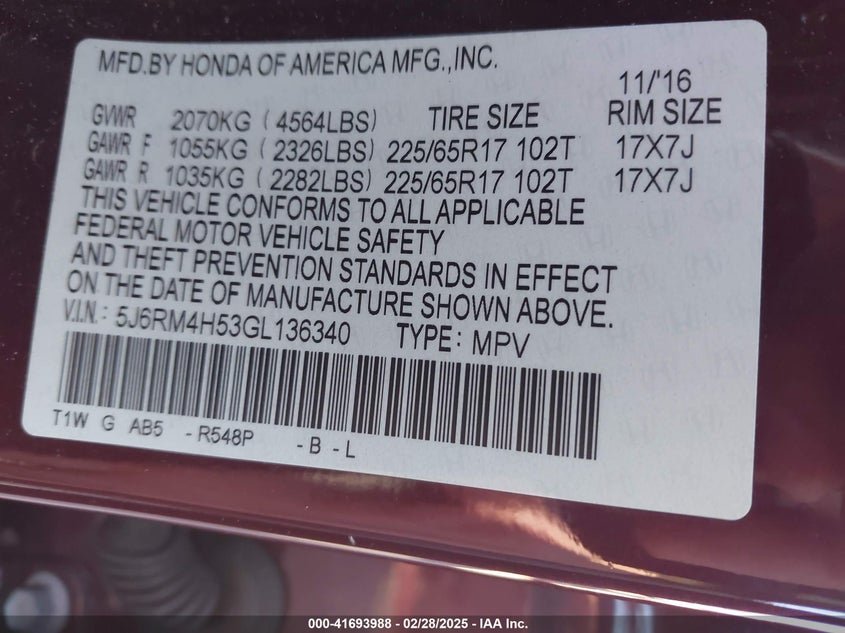 MFD.BY HONDA OF AMERICA MFG.,INC.
11/'16
GVWR 2070KG (4564LBS) TIRE SIZE RIM SIZE
GAWR F 1055KG (2326LBS) 225/65R17 102T 17X7J
GAWR R 1035KG (2282LBS) 225/65R17 102T 17X7J
THIS VEHICLE CONFORMS TO ALL APPLICABLE
FEDERAL MOTOR VEHICLE SAFETY
AND THEFT PREVENTION STANDARDS IN EFFECT
ON THE DATE OF MANUFACTURE SHOWN ABOVE.
V.I.N.: 5J6RM4H53GL136340 TYPE: MPV
T1W G AB5 -R548P -B-L
000-41693988 - 02/28/2025 - IAA Inc.